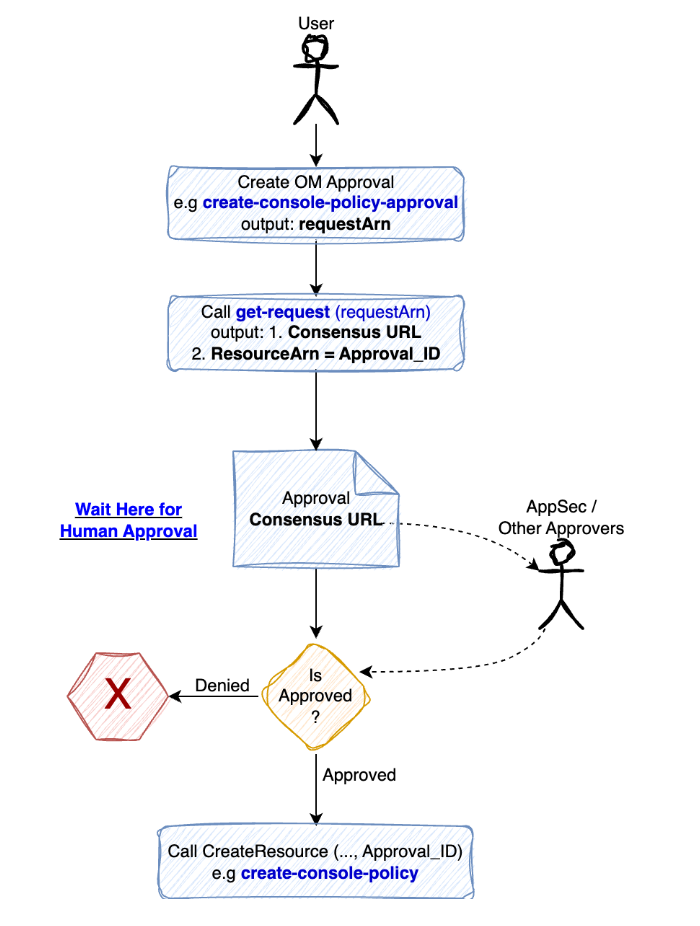 User
Create OM Approval
e.g create-console-policy-approval
output: requestArn
Call get-request (requestArn)
output: 1. Consensus URL
2. ResourceArn = Approval_ID
Approval
Consensus URL
Wait Here for
Human Approval
AppSec /
Other Approvers
Is
Approved
?
Denied
X
Approved
Call CreateResource (..., Approval_ID)
e.g create-console-policy